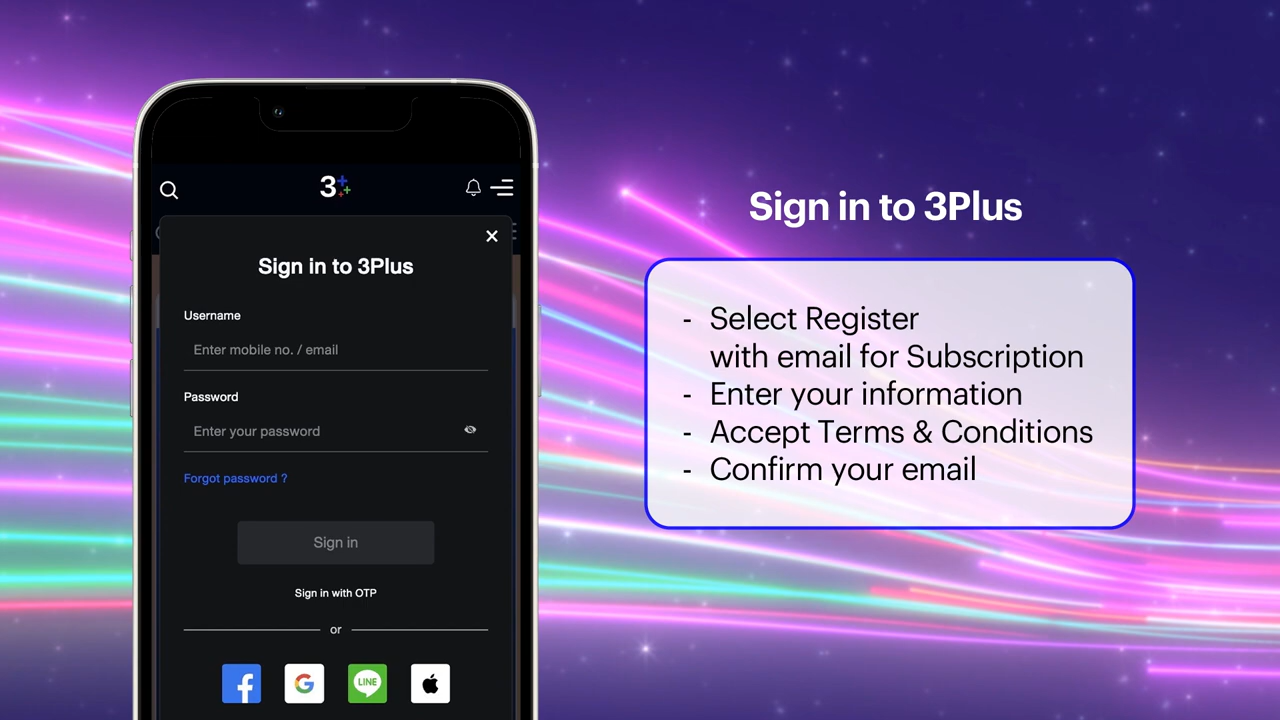 3+
Sign in to 3Plus
Username
Enter mobile no. / email
Password
Enter your password
Forgot password ?
Sign in
Sign in with OTP
or
f
G
LINE
Sign in to 3Plus
- Select Register
with email for Subscription
- Enter your information
- Accept Terms & Conditions
- Confirm your email